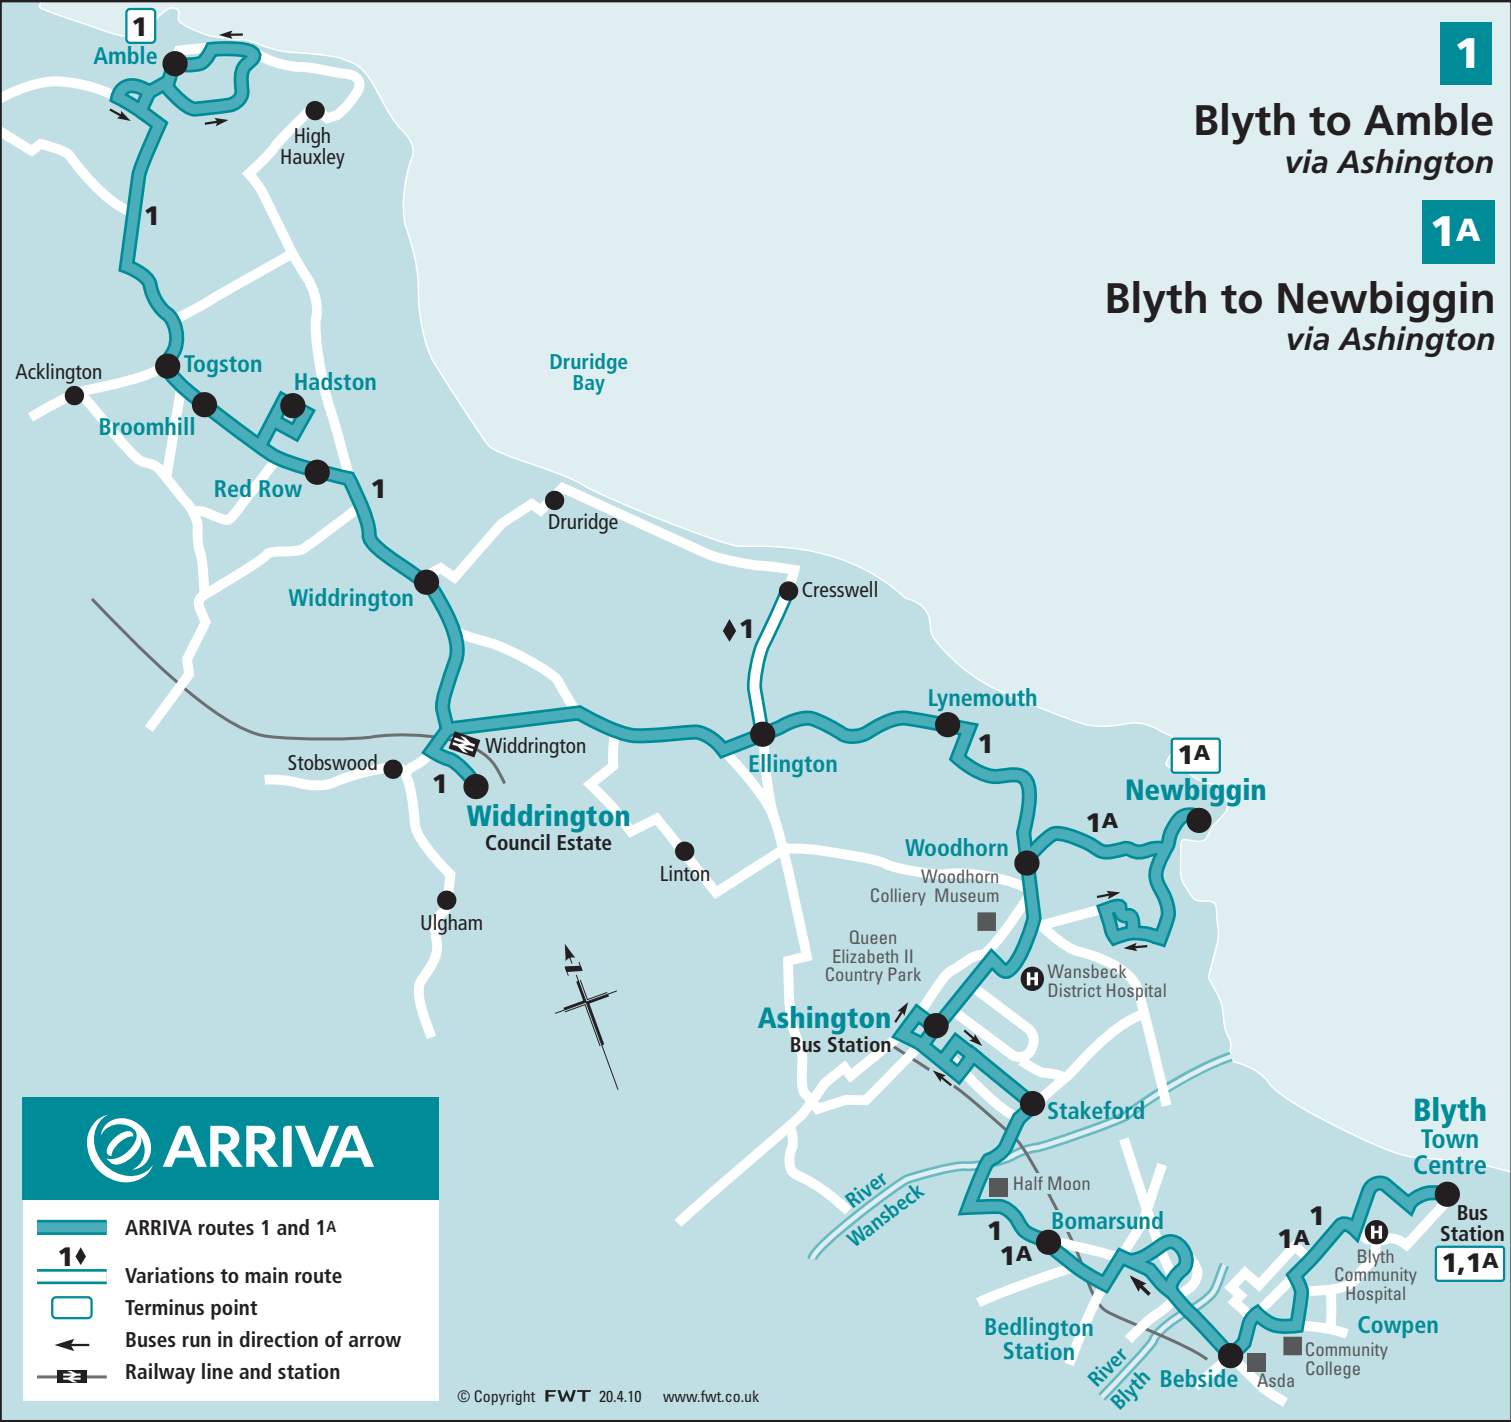 1
Amble
High
Hauxley
1
1
Blyth to Amble
via Ashington
1A
Blyth to Newbiggin
via Ashington
Acklington
Togston
Hadston
Broomhill
Red Row
1
Druridge
Bay
Druridge
Widdrington
Cresswell
♦1
Lynemouth
1
Ellington
Stobswood
Widdrington
1
Widdrington
Council Estate
1A
Newbiggin
1A
Woodhorn
Woodhorn
Colliery Museum
Linton
Ulgham
Queen
Elizabeth II
Country Park
H
Wansbeck
District Hospital
Ashington
Bus Station
Stakeford
River
Wansbeck
Half Moon
1
1A
Bomarsund
Blyth
Town
Centre
Bus
Station
1,1A
1
1A
H
Blyth
Community
Hospital
Cowpen
Community
College
Bedlington
Station
River
Blyth
Bebside
Asda
ARRIVA
ARRIVA routes 1 and 1A
1♦
Variations to main route
Terminus point
Buses run in direction of arrow
Railway line and station
© Copyright FWT 20.4.10 www.fwt.co.uk